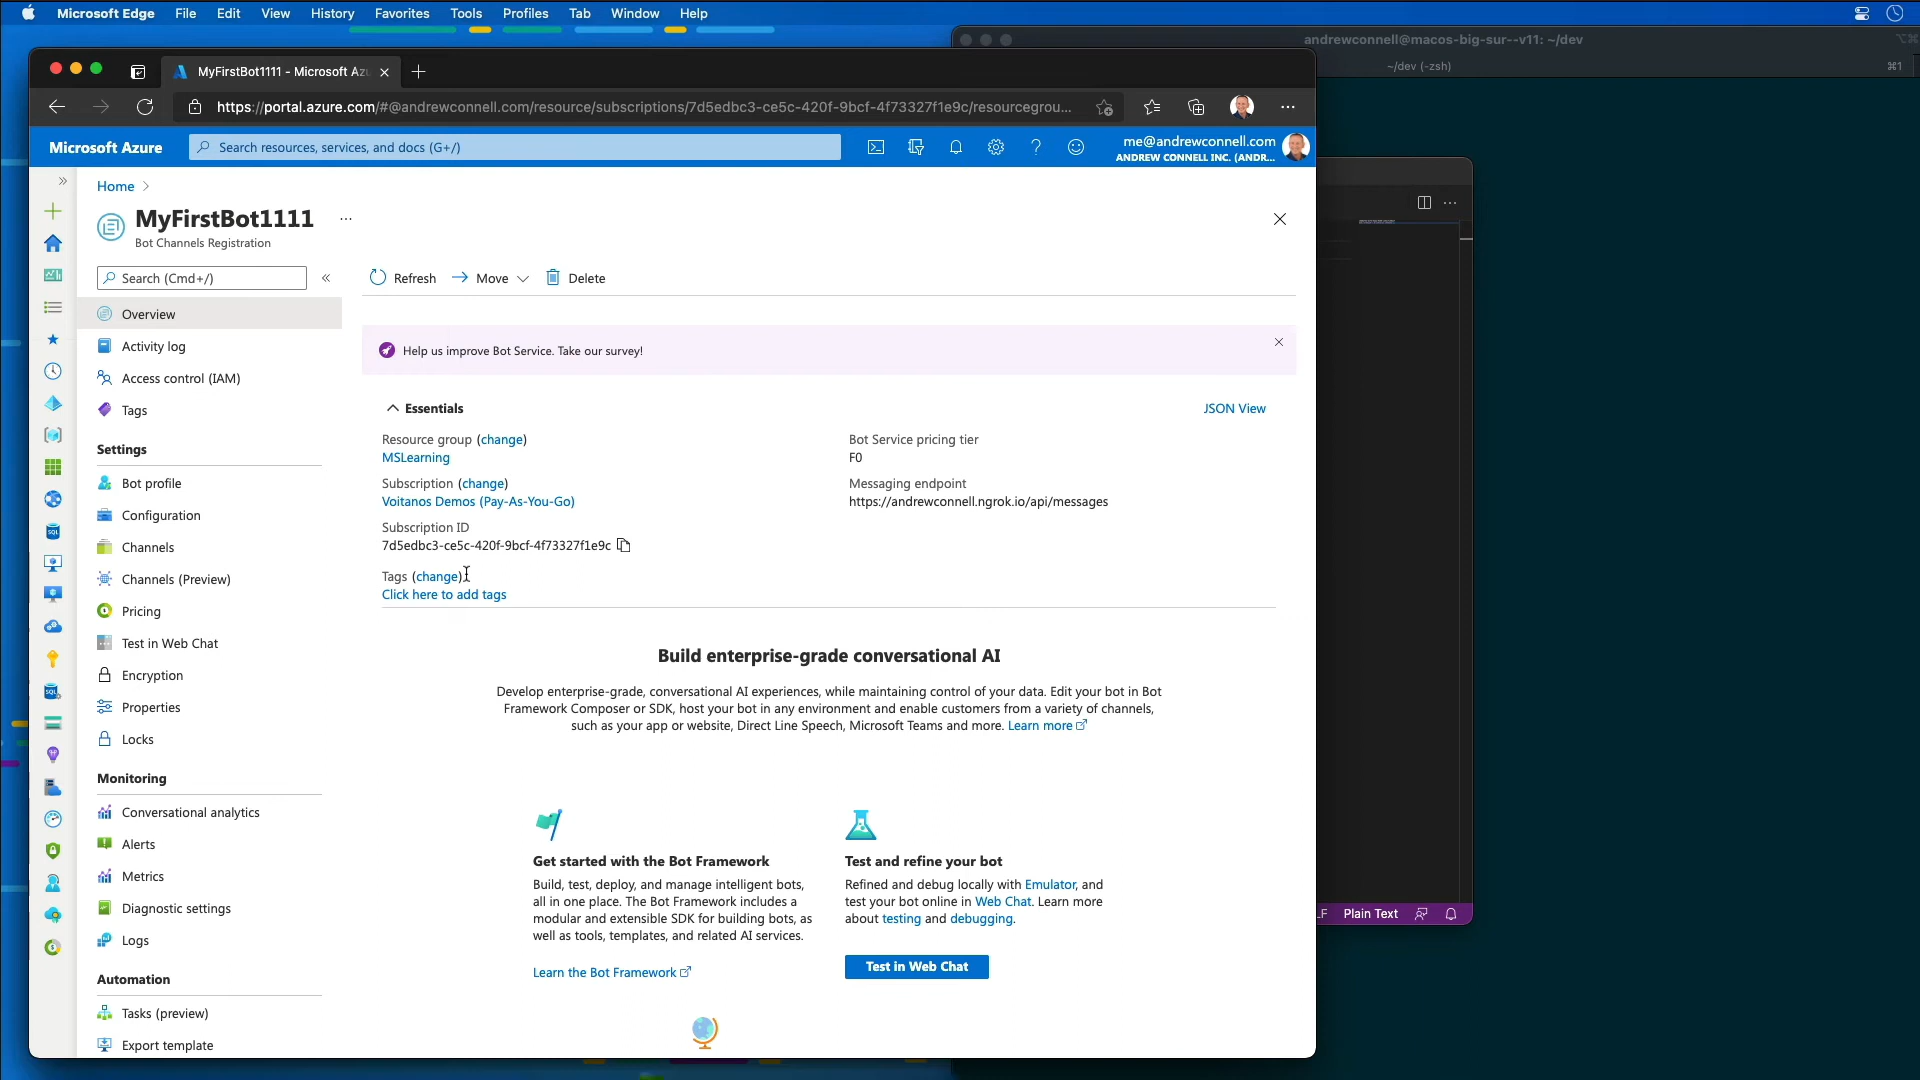 Microsoft Edge File Edit View History Favorites Tools Profiles Tab Window Help
andrewconnell@macos-big-sur--v11: ~/dev
~/dev (-zsh)
⌘1
MyFirstBot1111 - Microsoft Az
https://portal.azure.com/#@andrewconnell.com/resource/subscriptions/7d5edbc3-ce5c-420f-9bcf-4f73327f1e9c/resourcegrou...
Microsoft Azure
Search resources, services, and docs (G+/)
me@andrewconnell.com
ANDREW CONNELL INC. (ANDR...
Home
MyFirstBot1111 ...
Bot Channels Registration
Search (Cmd+/)
Refresh
Move
Delete
Overview
Activity log
Access control (IAM)
Tags
Settings
Bot profile
Configuration
Channels
Channels (Preview)
Pricing
Test in Web Chat
Encryption
Properties
Locks
Monitoring
Conversational analytics
Alerts
Metrics
Diagnostic settings
Logs
Automation
Tasks (preview)
Export template
Help us improve Bot Service. Take our survey!
Essentials
JSON View
Resource group (change)
MSLearning
Subscription (change)
Voitanos Demos (Pay-As-You-Go)
Subscription ID
7d5edbc3-ce5c-420f-9bcf-4f73327f1e9c
Tags (change)
Click here to add tags
Bot Service pricing tier
F0
Messaging endpoint
https://andrewconnell.ngrok.io/api/messages
Build enterprise-grade conversational AI
Develop enterprise-grade, conversational AI experiences, while maintaining control of your data. Edit your bot in Bot
Framework Composer or SDK, host your bot in any environment and enable customers from a variety of channels,
such as your app or website, Direct Line Speech, Microsoft Teams and more. Learn more
Get started with the Bot Framework
Build, test, deploy, and manage intelligent bots,
all in one place. The Bot Framework includes a
modular and extensible SDK for building bots, as
well as tools, templates, and related AI services.
Learn the Bot Framework
Test and refine your bot
Refined and debug locally with Emulator, and
test your bot online in Web Chat. Learn more
about testing and debugging.
Test in Web Chat
LF Plain Text